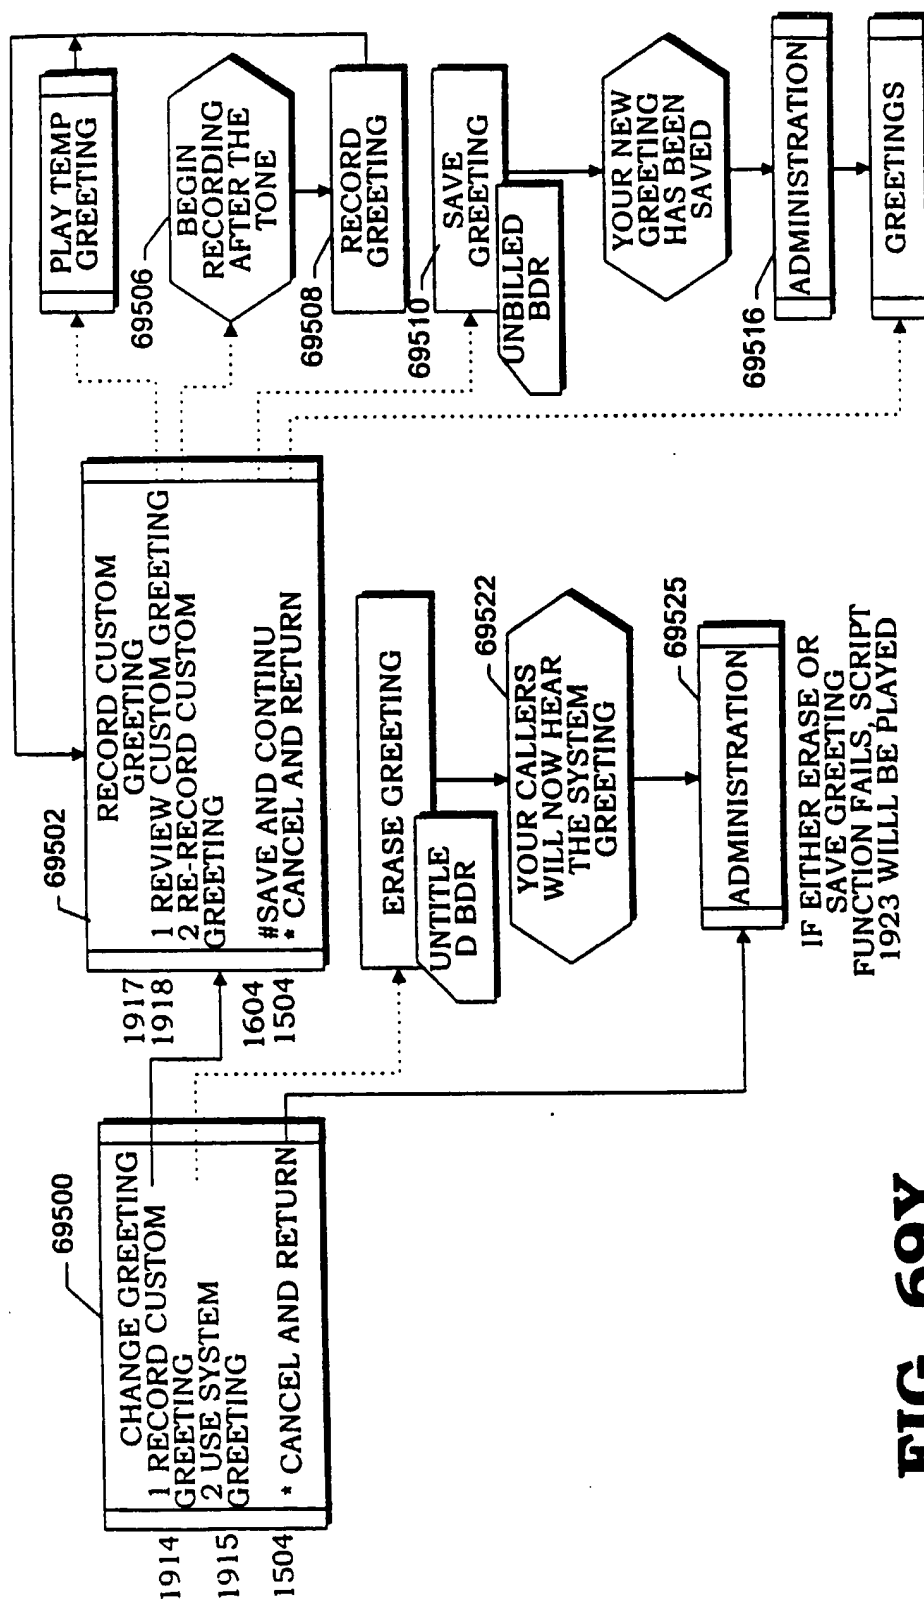 69500
CHANGE GREETING
1 RECORD CUSTOM
GREETING
2 USE SYSTEM
GREETING
* CANCEL AND RETURN
1914
1915
1504
69502
RECORD CUSTOM
GREETING
1 REVIEW CUSTOM GREETING
2 RE-RECORD CUSTOM
GREETING
#SAVE AND CONTINU
* CANCEL AND RETURN
1917
1918
1604
1504
ERASE GREETING
UNTITLE
D BDR
69522
YOUR CALLERS
WILL NOW HEAR
THE SYSTEM
GREETING
69525
ADMINISTRATION
IF EITHER ERASE OR
SAVE GREETING
FUNCTION FAILS, SCRIPT
1923 WILLL BE PLAYED
PLAY TEMP
GREETING
69506
BEGIN
RECORDING
AFTER THE
TONE
69508
RECORD
GREETING
69510
SAVE
GREETING
UNBILLED
BDR
YOUR NEW
GREETING
HAS BEEN
SAVED
69516
ADMINISTRATION
GREETINGS
FIG. 69Y